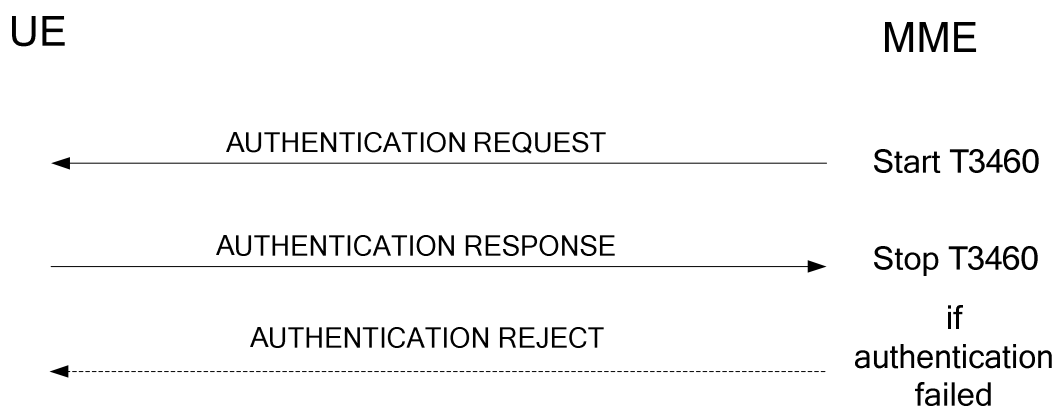 UE
MME
AUTHENTICATION REQUEST
Start T3460
AUTHENTICATION RESPONSE
Stop T3460
AUTHENTICATION REJECT
if
authentication
failed